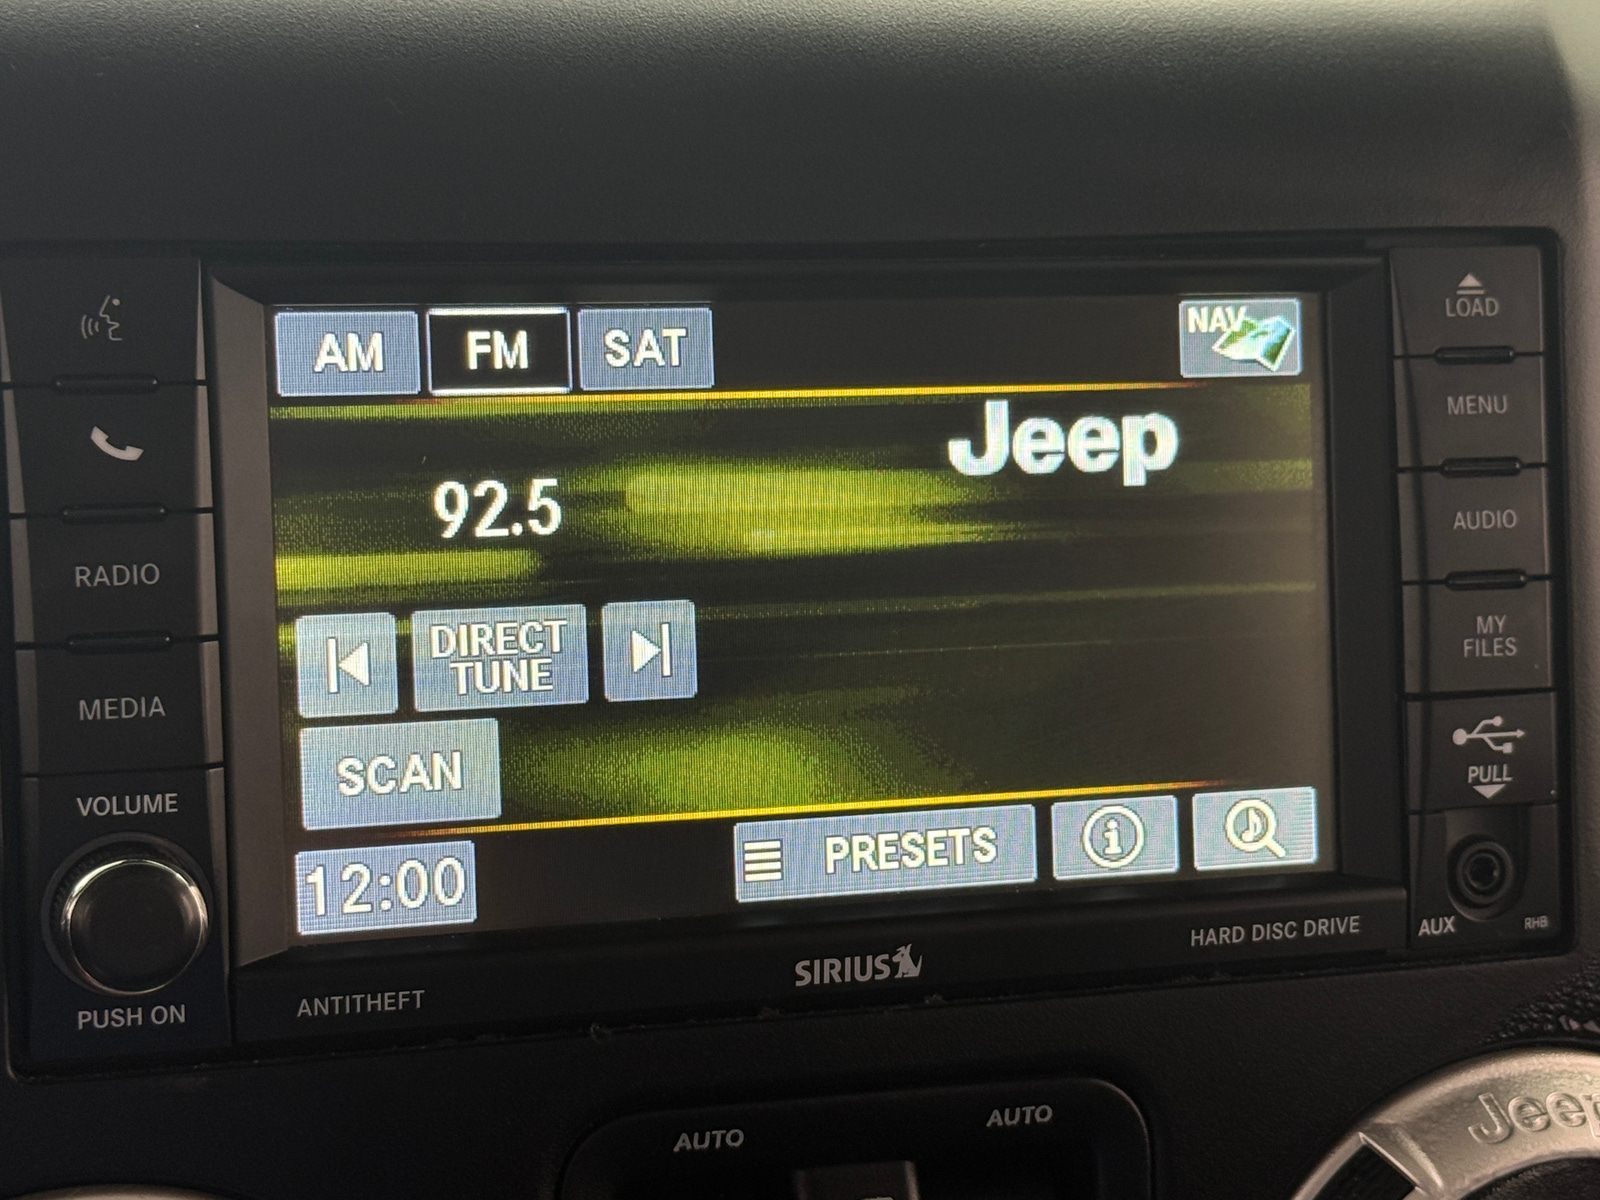 AM
FM
SAT
NAV
Jeep
92.5
DIRECT
TUNE
SCAN
12:00
PRESETS
i
RADIO
MEDIA
VOLUME
PUSH ON
LOAD
MENU
AUDIO
MY
FILES
PULL
AUX
RHB
ANTITHEFT
SIRIUS
HARD DISC DRIVE
AUTO
AUTO
Jeep